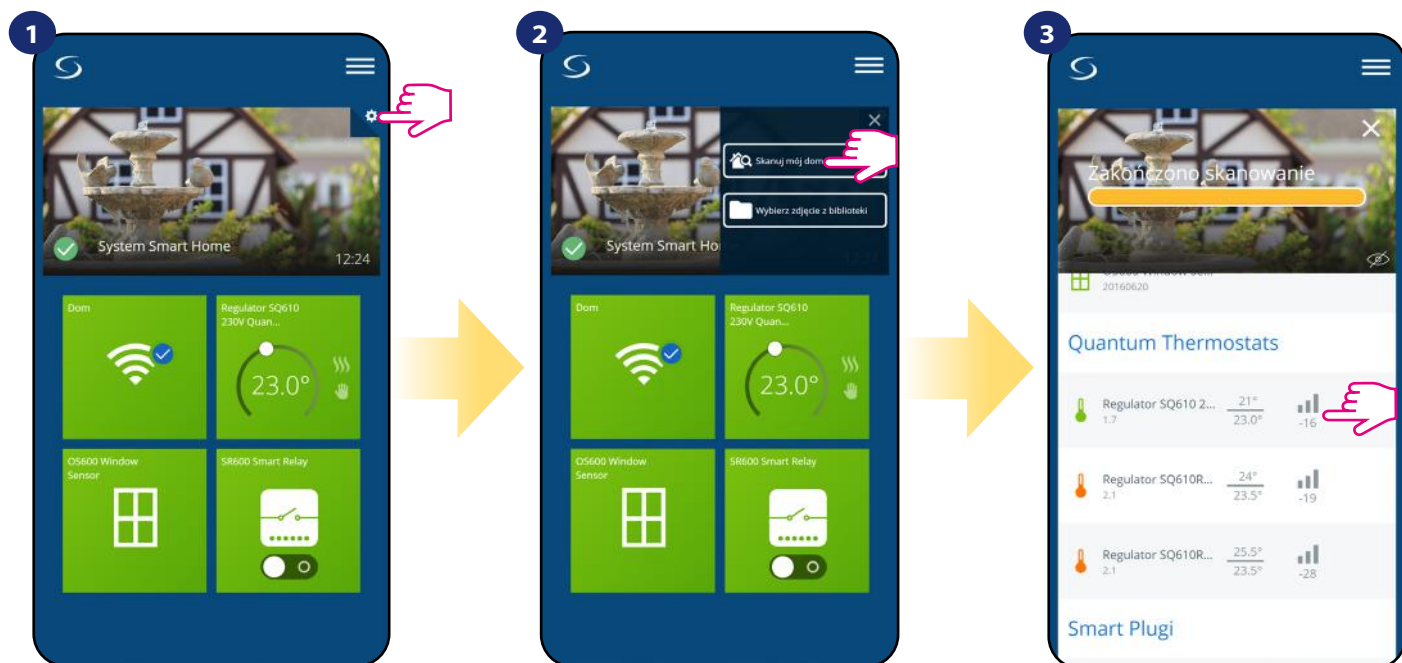 1
System Smart Home
12:24
Dom
Regulator SQ610
230V Quan...
23.0°
OS600 Window
Sensor
SR600 Smart Relay
2
Skanuj mój dom
Wybierz zdjęcie z biblioteki
System Smart Ho
Dom
Regulator SQ610
230V Quan...
23.0°
OS600 Window
Sensor
SR600 Smart Relay
3
Zakończono skanowanie
20160620
Quantum Thermostats
Regulator SQ610 2...
1.7
21°
23.0°
-16
Regulator SQ610R...
2.1
24°
23.5°
-19
Regulator SQ610R...
2.1
25.5°
23.5°
-28
Smart Plugi